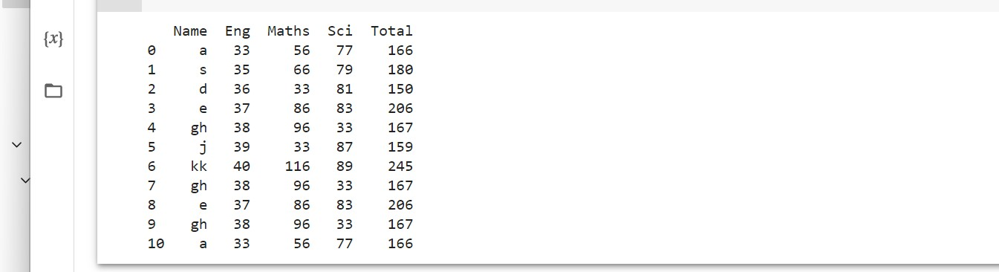 {x}
Name Eng Maths Sci Total
0 a 33 56 77 166
1 s 35 66 79 180
2 d 36 33 81 150
3 e 37 86 83 206
4 gh 38 96 33 167
5 j 39 33 87 159
6 kk 40 116 89 245
7 gh 38 96 33 167
8 e 37 86 83 206
9 gh 38 96 33 167
10 a 33 56 77 166